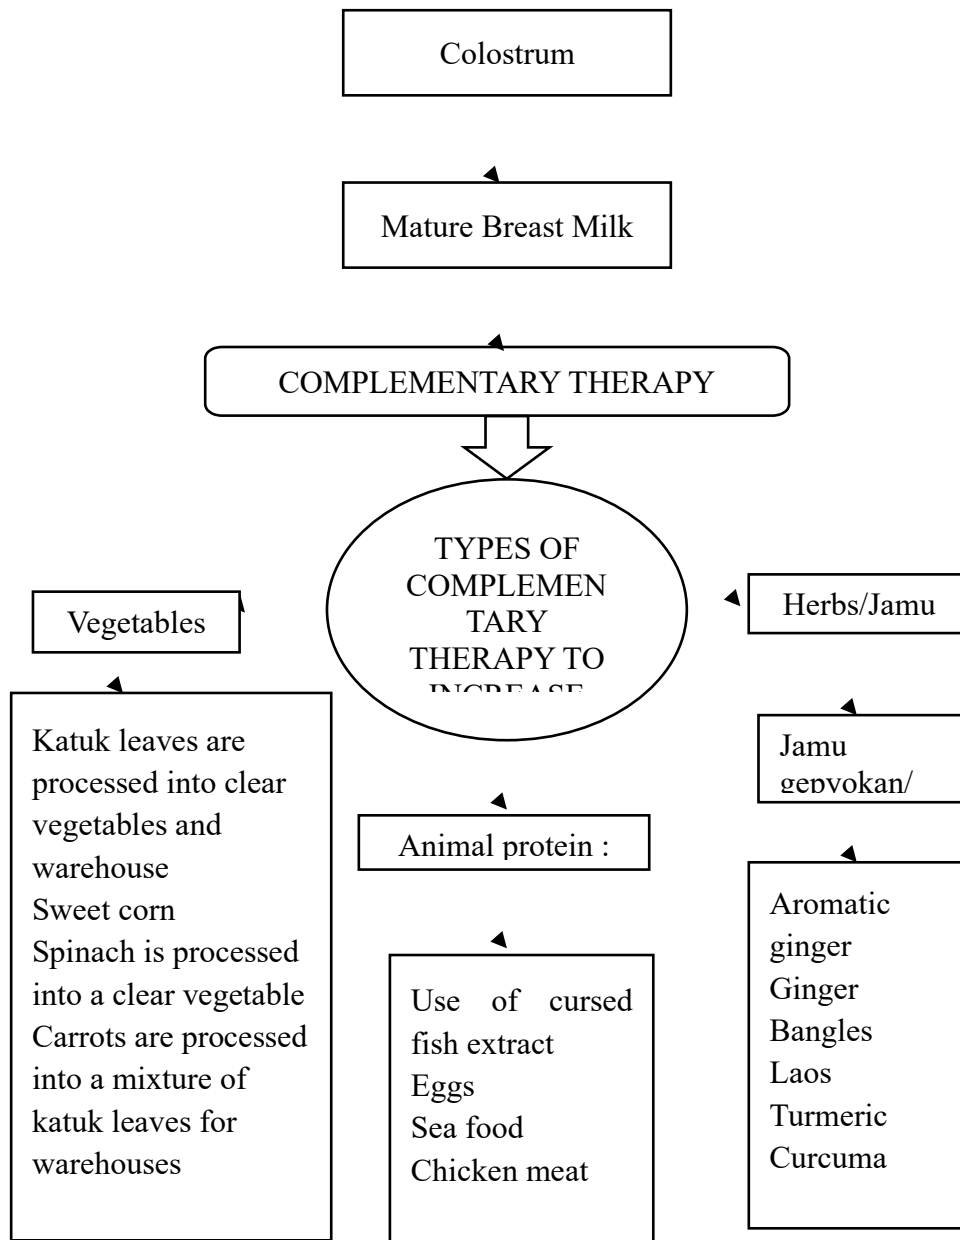 Colostrum
Mature Breast Milk
COMPLEMENTARY THERAPY
TYPES OF
COMPLEMEN
TARY
THERAPY TO
INCREASE
Vegetables
Katuk leaves are
processed into clear
vegetables and
warehouse
Sweet corn
Spinach is processed
into a clear vegetable
Carrots are processed
into a mixture of
katuk leaves for
warehouses
Animal protein :
Use of cursed
fish extract
Eggs
Sea food
Chicken meat
Herbs/Jamu
Jamu
gepvokan/
Aromatic
ginger
Ginger
Bangles
Laos
Turmeric
Curcuma